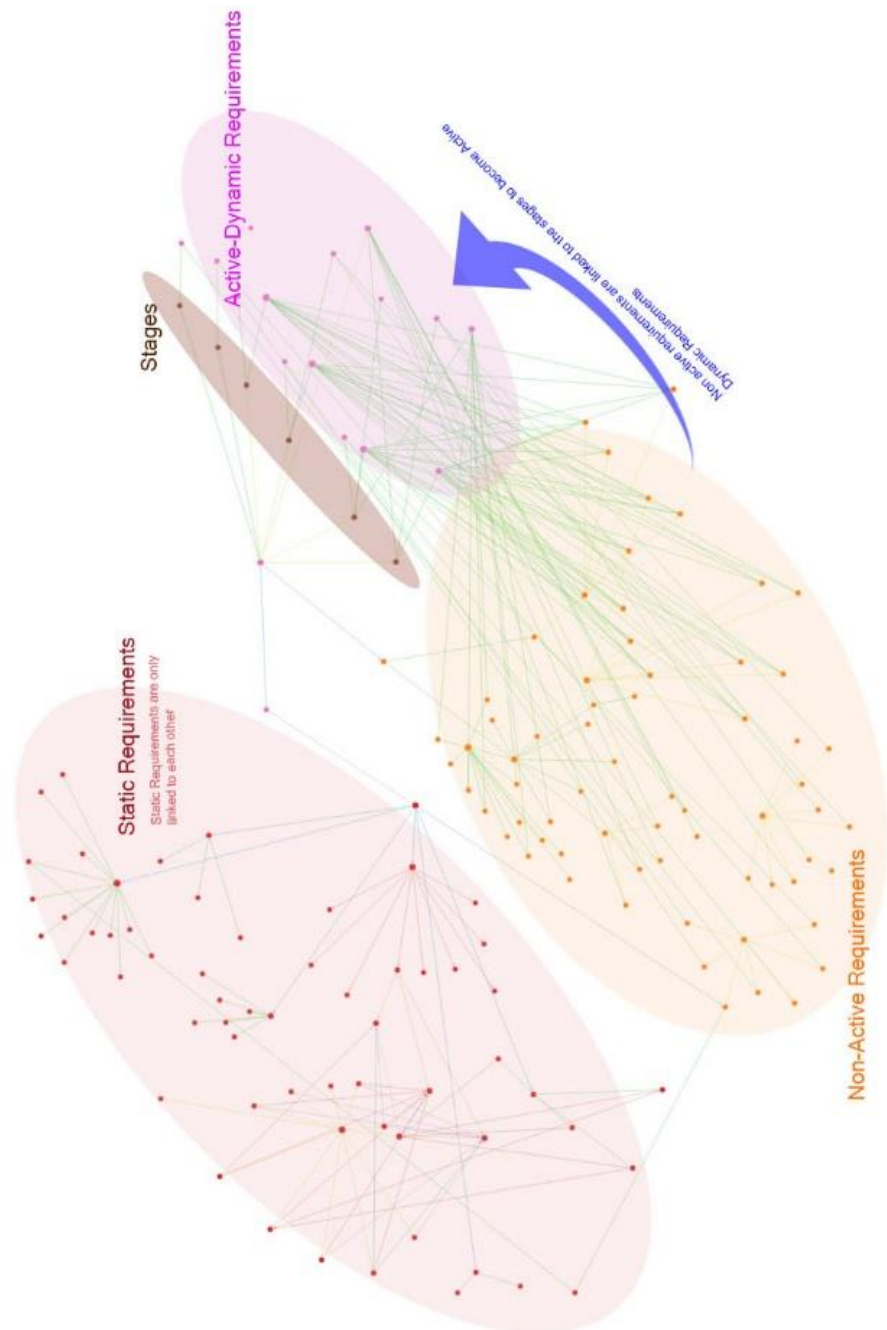 Active-Dynamic Requirements
Stages
Non active requirements are linked to the stages to become Active
Dynamic Requirements
Static Requirements
Static Requirements are only
linked to each other
Non-Active Requirements